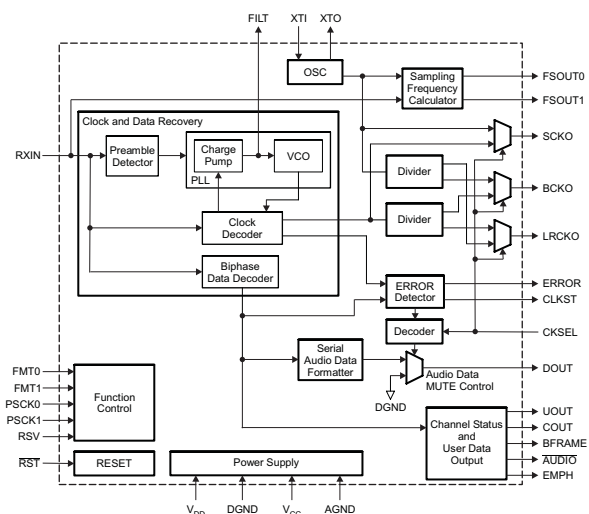 FILT XTI XTO
OSC
Sampling
Frequency
Calculator
FSOUT0
FSOUT1
Clock and Data Recovery
RXIN
Preamble
Detector
Charge
Pump
VCO
PLL
Clock
Decoder
Biphase
Data Decoder
Divider
Divider
SCKO
BCKO
LRCKO
ERROR
Detector
ERROR
CLKST
Decoder
CKSEL
Serial
Audio Data
Formatter
DOUT
Audio Data
MUTE Control
DGND
FMT0
FMT1
PSCK0
PSCK1
RSV
Function
Control
Channel Status
and
User Data
Output
UOUT
COUT
BFRAME
AUDIO
EMPH
RST
RESET
Power Supply
VDD DGND VCC AGND